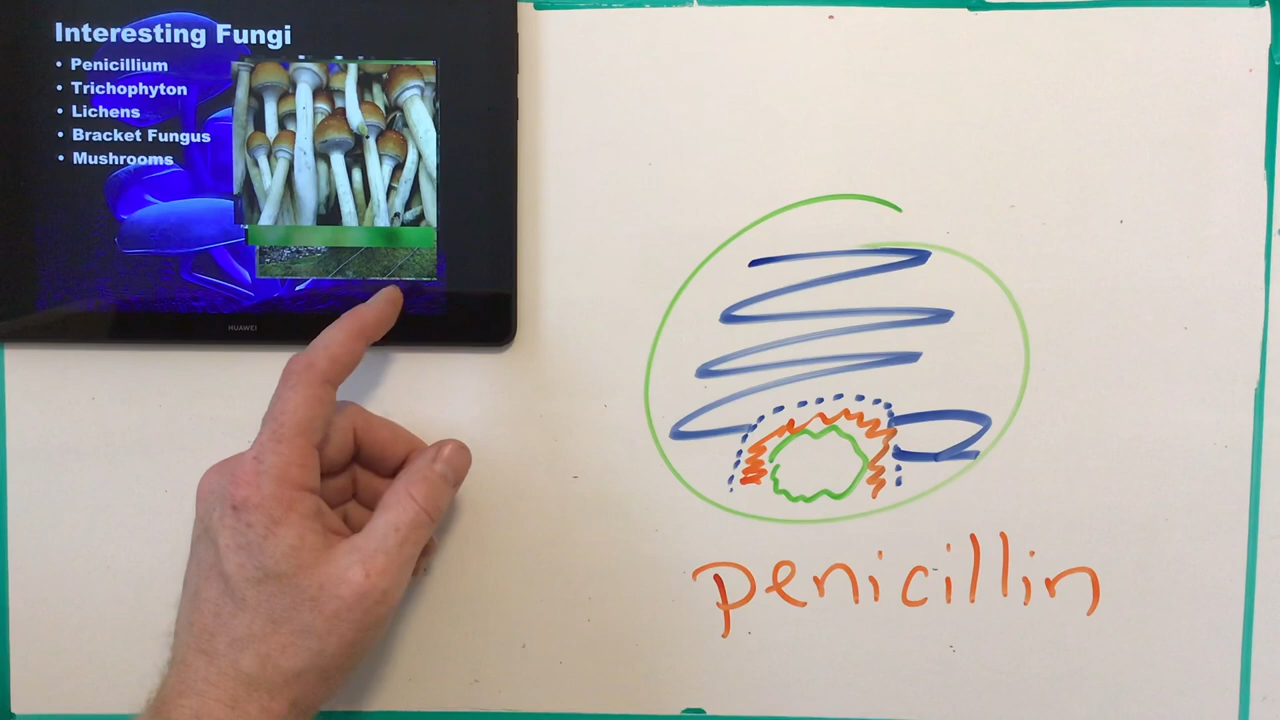 Interesting Fungi
• Penicillium
• Trichophyton
• Lichens
• Bracket Fungus
• Mushrooms
HUAWEI
penicillin